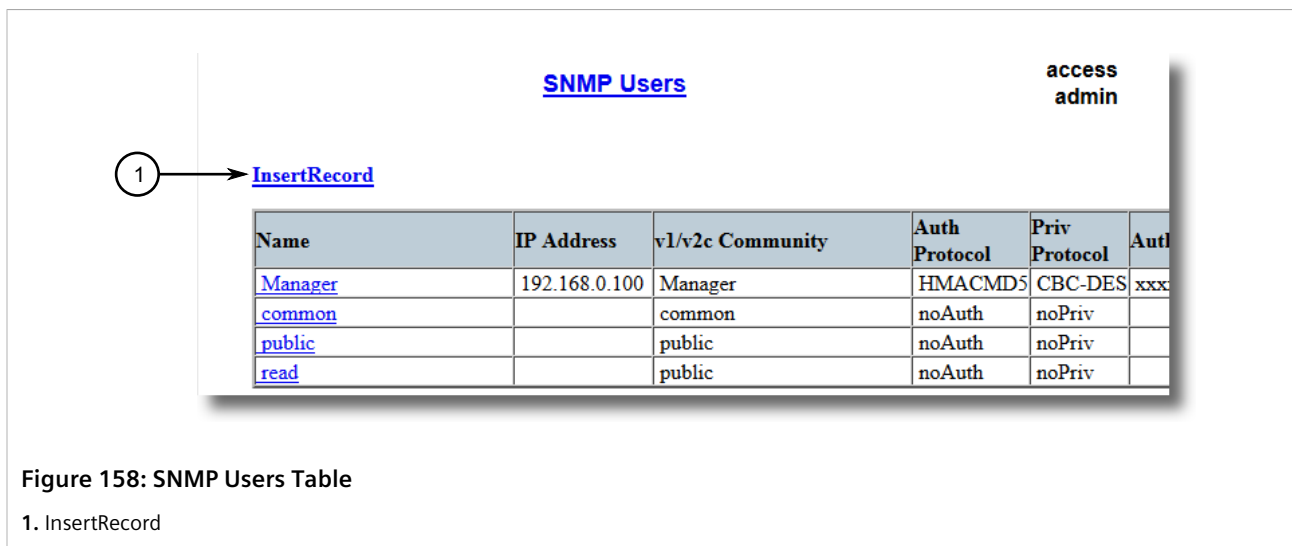 SNMP Users
access
admin
1
InsertRecord
Name IP Address v1/v2c Community Auth Protocol Priv Protocol
Manager 192.168.0.100 Manager HMACMD5 CBC-DES
common common noAuth noPriv
public public noAuth noPriv
read public noAuth noPriv
Figure 158: SNMP Users Table
1. InsertRecord